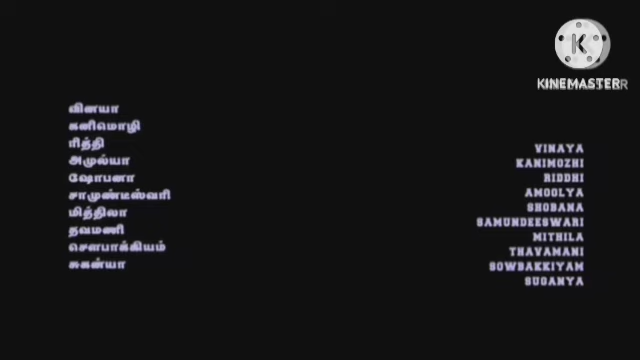 KINEMASTER
வினயா
கனிமொழி
ரித்தி
அமுல்யா
ஷோபனா
சாமுண்டீஸ்வரி
மித்திலா
தவமணி
சௌபாக்கியம்
சுகன்யா
VINAYA
KANIMOZHI
RIDDHI
AMOOLYA
SHOBANA
SAMUNDEESWARI
MITHILA
THAVAMANI
SOWBAKKIYAM
SUGANYA